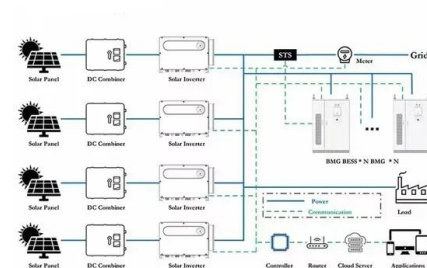 STS
Meter
Grid
Solar Panel
DC Combiner
Solar Inverter
Solar Panel
DC Combiner
Solar Inverter
BMG BESS * N BMG * N
Solar Panel
DC Combiner
Solar Inverter
Power
Communication
Load
Solar Panel
DC Combiner
Solar Inverter
Controller
Router
Cloud Server
Applications